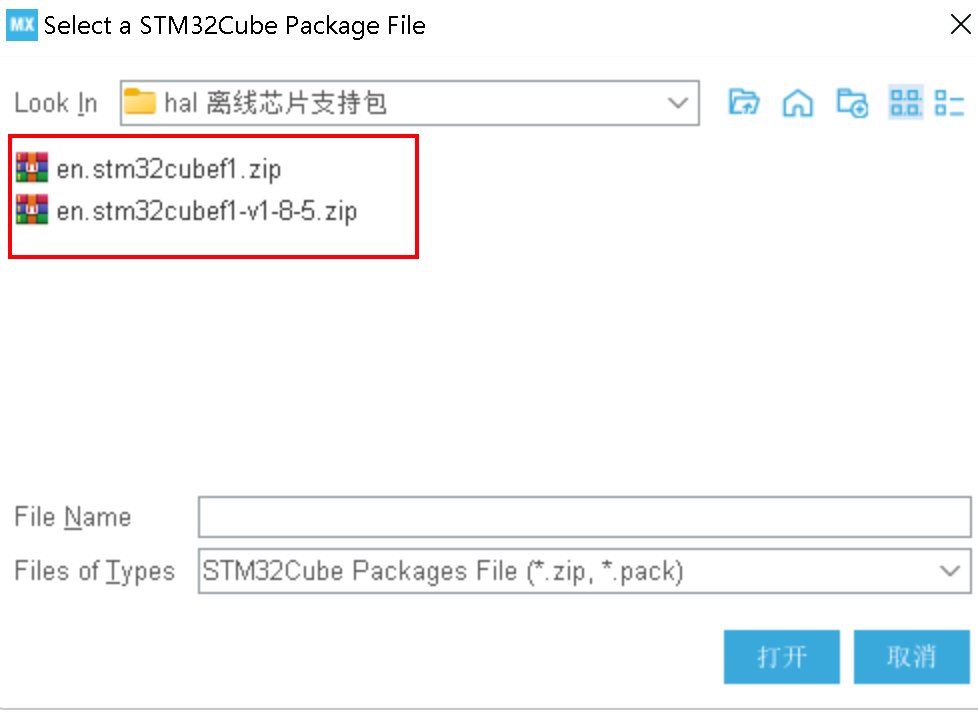 MX Select a STM32Cube Package File
Look In hal 离线芯片支持包
en.stm32cubef1.zip
en.stm32cubef1-v1-8-5.zip
File Name
Files of Types STM32Cube Packages File (*.zip, *.pack)
打开 取消